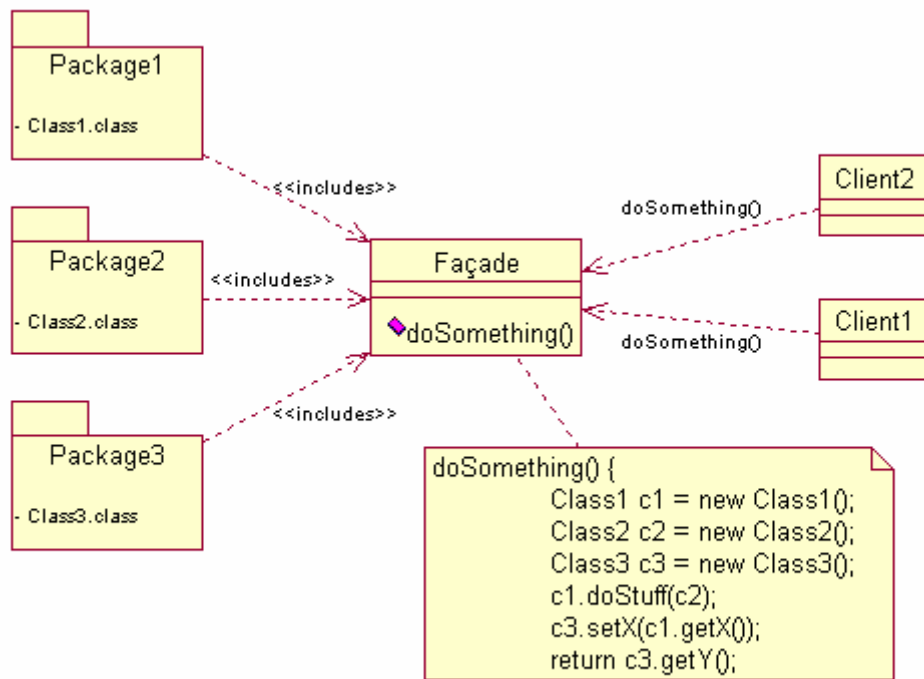 Package1
- Class1.class
<<includes>>
Package2
- Class2.class
<<includes>>
Package3
- Class3.class
<<includes>>
Façade
doSomething()
Client2
doSomething()
Client1
doSomething()
doSomething() {
Class1 c1 = new Class1();
Class2 c2 = new Class2();
Class3 c3 = new Class3();
c1.doStuff(c2);
c3.setX(c1.getX());
return c3.getY();